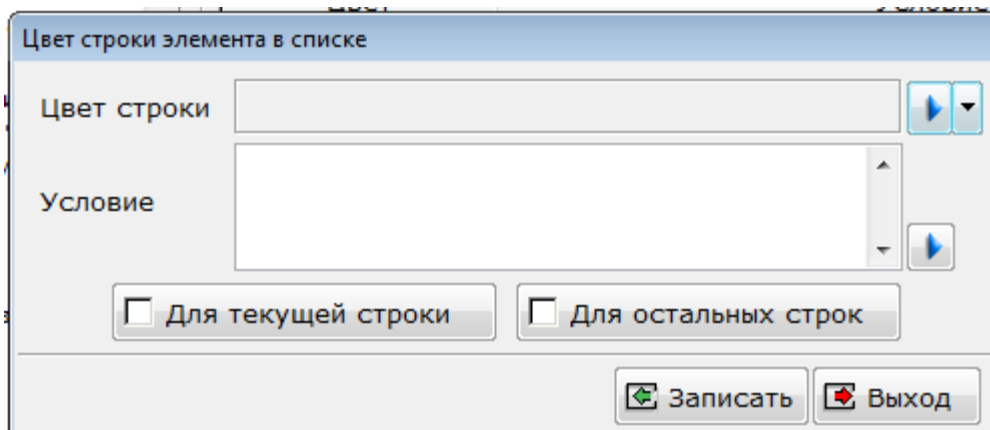 Цвет строки элемента в списке
Цвет строки
Условие
Для текущей строки Для остальных строк
Записать Выход